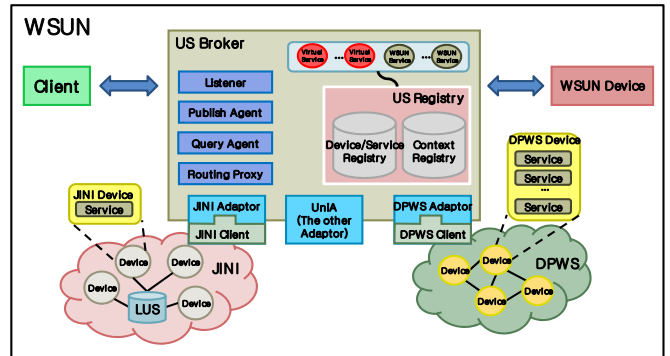 WSUN
US Broker
Virtual Service
...
Virtual Service
WSUN Service
...
WSUN Service
Client
Listener
Publish Agent
Query Agent
Routing Proxy
US Registry
Device/Service Registry
Context Registry
WSUN Device
JINI Device
Service
JINI Adaptor
JINI Client
UnIA
(The other
Adaptor)
DPWS Adaptor
DPWS Client
DPWS Device
Service
Service
...
Service
Device
Device
Device
Device
JINI
LUS
Device
Device
Device
Device
DPWS